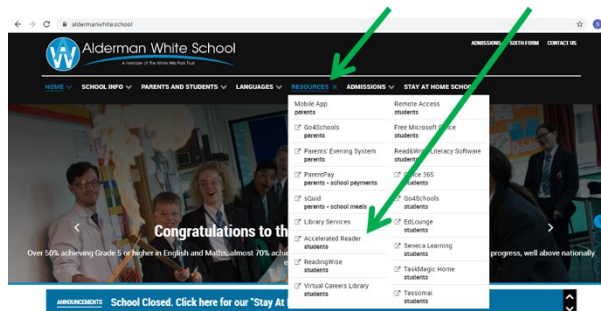 aldermanwhite.school
Alderman White School
A member of The White Hills Park Trust
ADMISSIONS SIXTH FORM CONTACT US
HOME SCHOOL INFO PARENTS AND STUDENTS LANGUAGES RESOURCES ADMISSIONS STAY AT HOME SCHOOL
Mobile App
parents
Go4Schools
parents
Parents' Evening System
parents
ParentPay
parents - school payments
sQuid
parents - school meals
Library Services
Accelerated Reader
students
ReadingWise
students
Virtual Careers Library
students
Remote Access
students
Free Microsoft Office
students
Read&Write Literacy Software
students
Office 365
students
Go4Schools
students
EdLounge
students
Seneca Learning
students
TaskMagic Home
students
Tassomai
students
Congratulations to th
Over 50% achieving Grade 5 or higher in English and Maths, almost 70% achie
progress, well above nationally
ANNOUNCEMENTS School Closed. Click here for our "Stay At